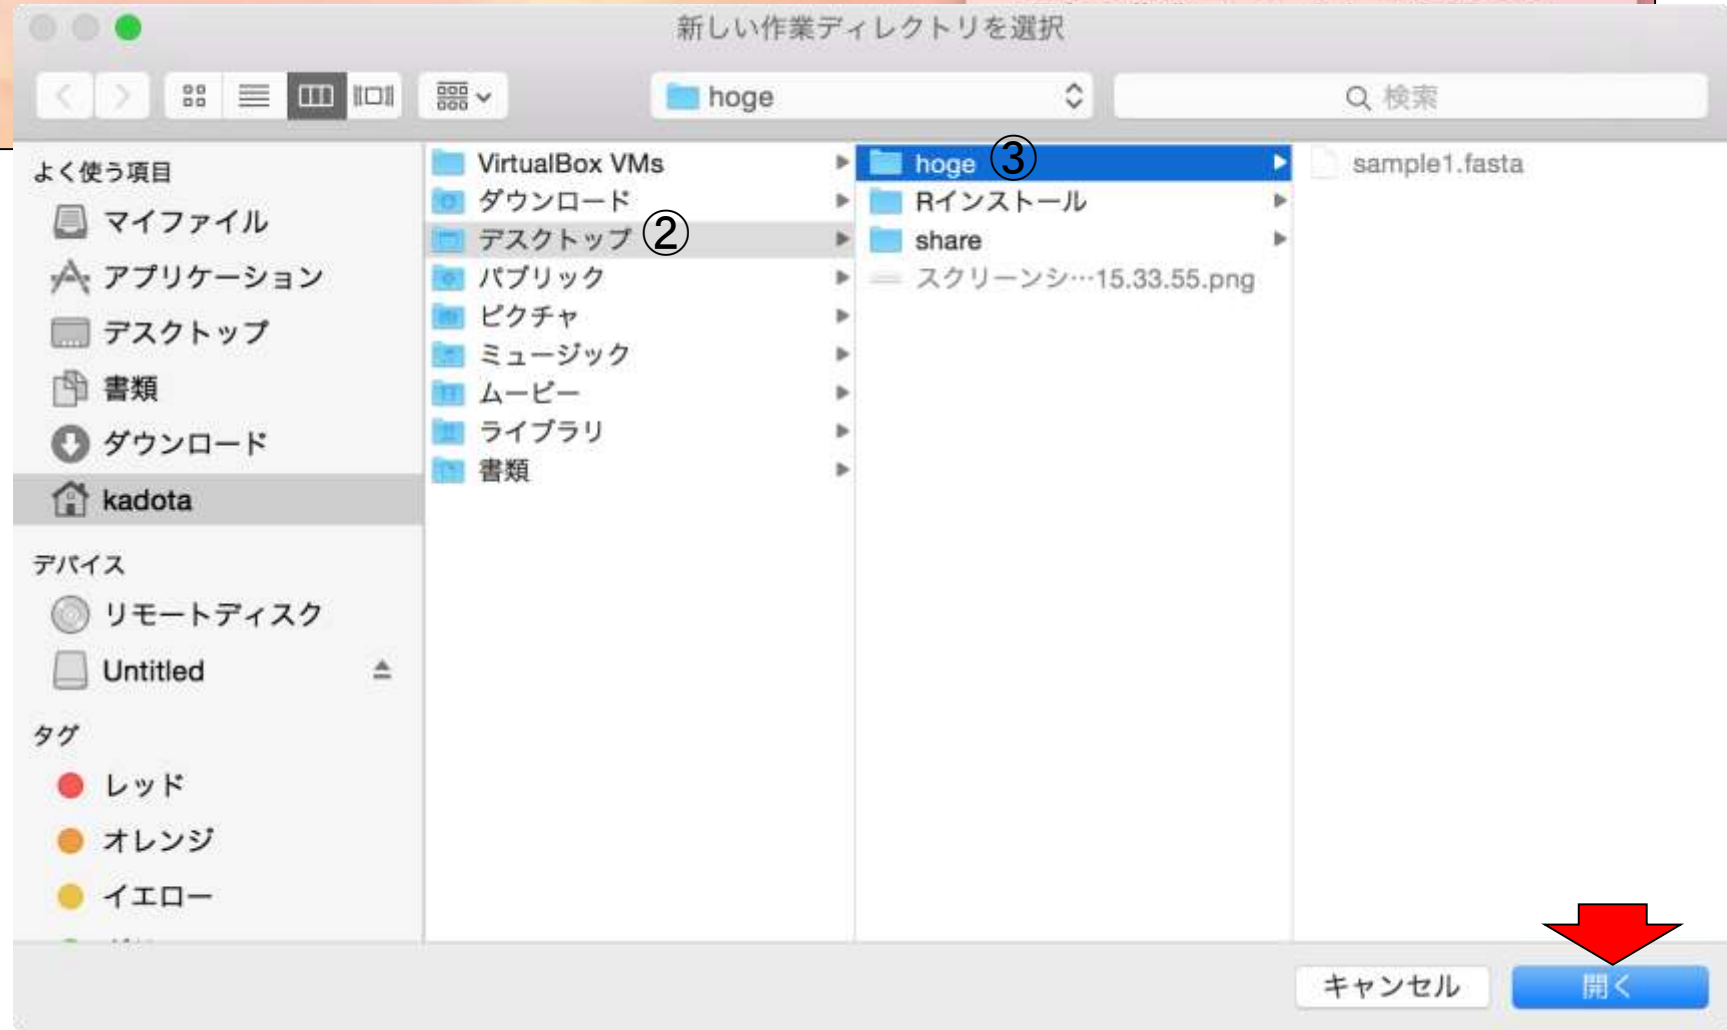 新しい作業ディレクトリを選択
hoge
検索
よく使う項目
マイファイル
アプリケーション
デスクトップ
書類
ダウンロード
kadota
デバイス
リモートディスク
Untitled
タグ
レッド
オレンジ
イエロー
VirtualBox VMs
ダウンロード
デスクトップ ②
パブリック
ピクチャ
ミュージック
ムービー
ライブラリ
書類
hoge ③
Rインストール
share
スクリーンシ…15.33.55.png
sample1.fasta
キャンセル
開く